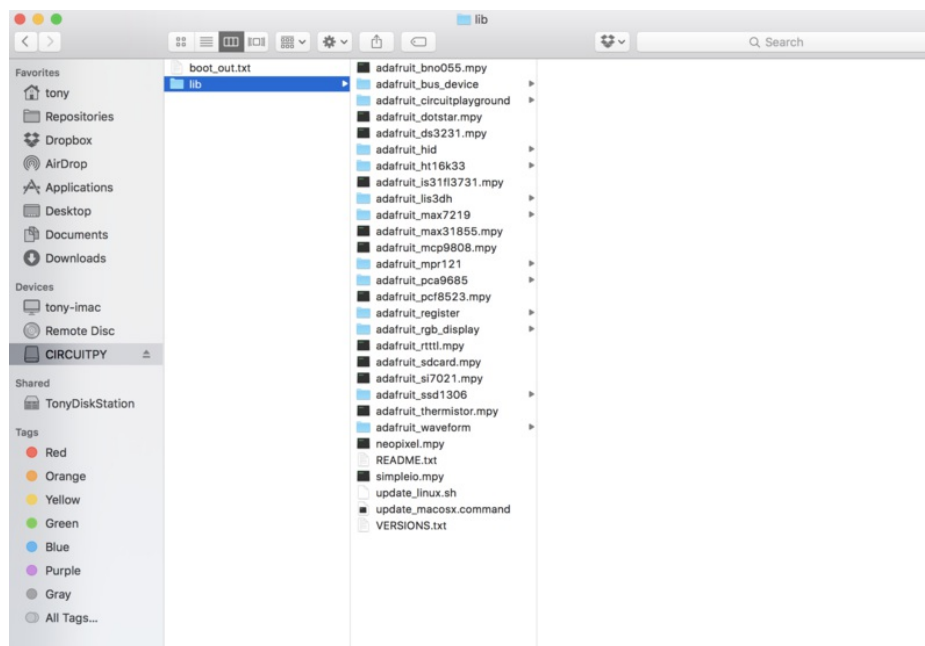 lib
Search
Favorites
tony
Repositories
Dropbox
AirDrop
Applications
Desktop
Documents
Downloads
Devices
tony-imac
Remote Disc
CIRCUITPY
Shared
TonyDiskStation
Tags
Red
Orange
Yellow
Green
Blue
Purple
Gray
All Tags...
boot_out.txt
lib
adafruit_bno055.mpy
adafruit_bus_device
adafruit_circuitplayground
adafruit_dotstar.mpy
adafruit_ds3231.mpy
adafruit_hid
adafruit_ht16k33
adafruit_is31fl3731.mpy
adafruit_lis3dh
adafruit_max7219
adafruit_max31855.mpy
adafruit_mcp9808.mpy
adafruit_mpr121
adafruit_pca9685
adafruit_pcf8523.mpy
adafruit_register
adafruit_rgb_display
adafruit_rtttl.mpy
adafruit_sdcard.mpy
adafruit_si7021.mpy
adafruit_ssd1306
adafruit_thermistor.mpy
adafruit_waveform
neopixel.mpy
README.txt
simpleio.mpy
update_linux.sh
update_macosx.command
VERSIONS.txt